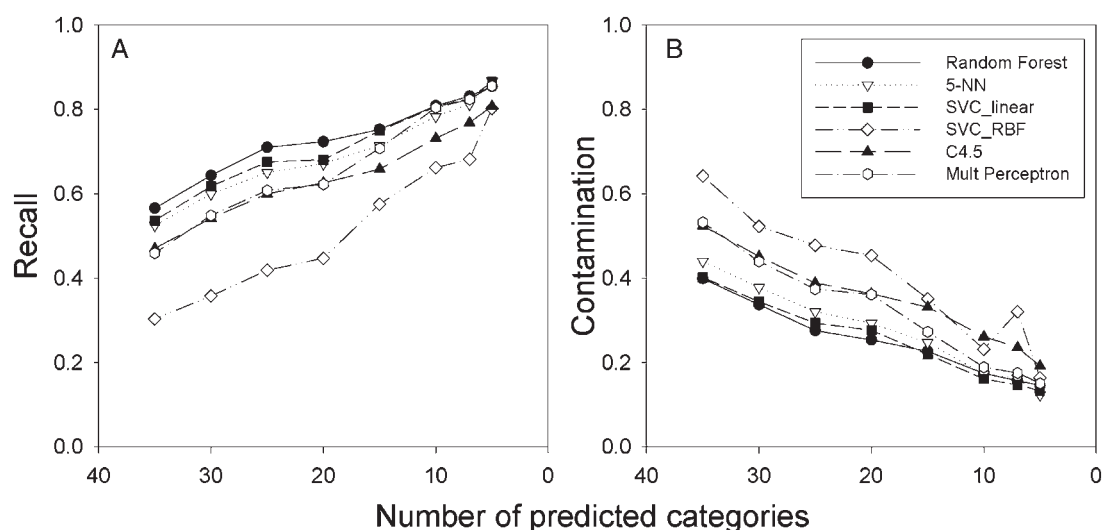 A
1.0
0.8
0.6
0.4
0.2
0.0
Recall
40 30 20 10 0
B
1.0
0.8
0.6
0.4
0.2
0.0
Contamination
40 30 20 10 0
Random Forest
5-NN
SVC_linear
SVC_RBF
C4.5
Mult Perceptron
Number of predicted categories